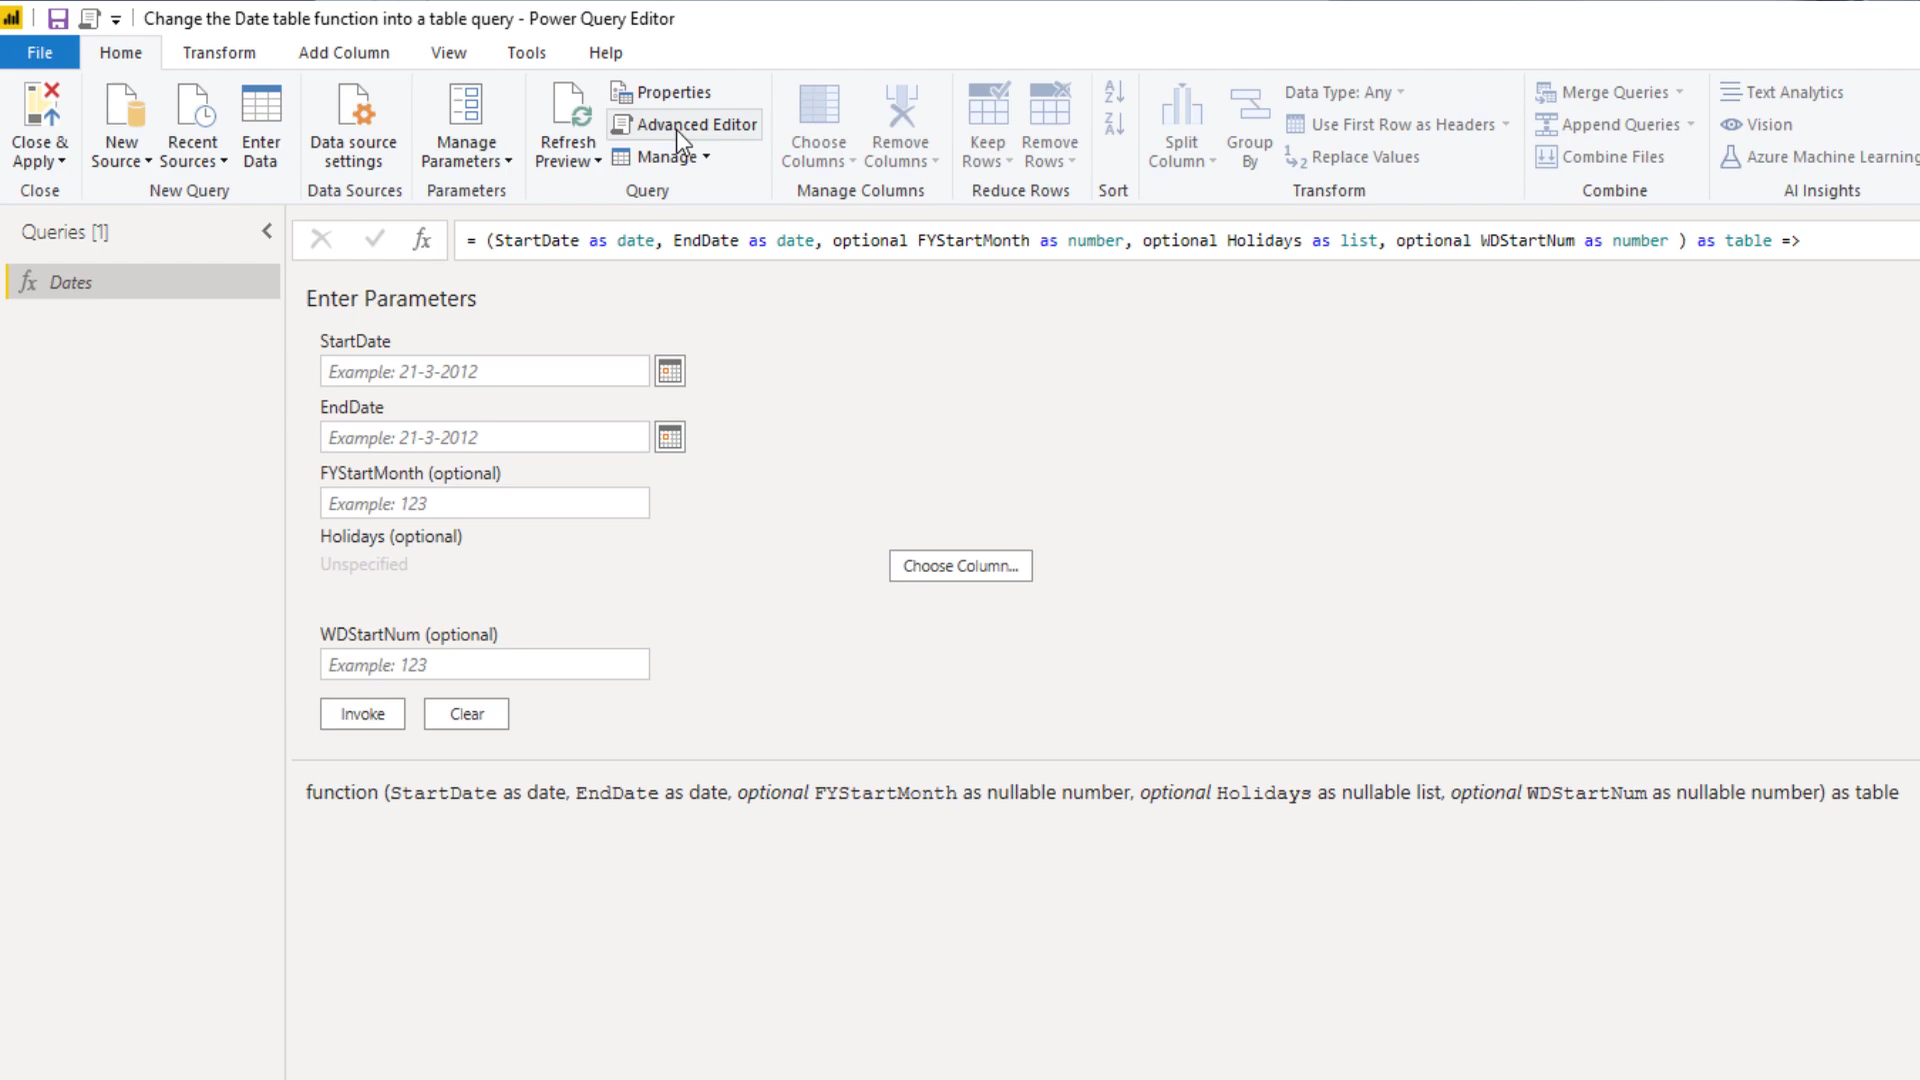 Change the Date table function into a table query - Power Query Editor
File Home Transform Add Column View Tools Help
Close & Apply
New Source
Recent Sources
Enter Data
Data source settings
Manage Parameters
Refresh Preview
Properties
Advanced Editor
Manage
Choose Columns
Remove Columns
Keep Rows
Remove Rows
Split Column
Group By
Data Type: Any
Use First Row as Headers
Replace Values
Merge Queries
Append Queries
Combine Files
Text Analytics
Vision
Azure Machine Learning
Close New Query Data Sources Parameters Query Manage Columns Reduce Rows Sort Transform Combine AI Insights
Queries [1]
fx Dates
fx = (StartDate as date, EndDate as date, optional FYStartMonth as number, optional Holidays as list, optional WDStartNum as number ) as table =>
Enter Parameters
StartDate
Example: 21-3-2012
EndDate
Example: 21-3-2012
FYStartMonth (optional)
Example: 123
Holidays (optional)
Unspecified
Choose Column...
WDStartNum (optional)
Example: 123
Invoke Clear
function (StartDate as date, EndDate as date, optional FYStartMonth as nullable number, optional Holidays as nullable list, optional WDStartNum as nullable number) as table